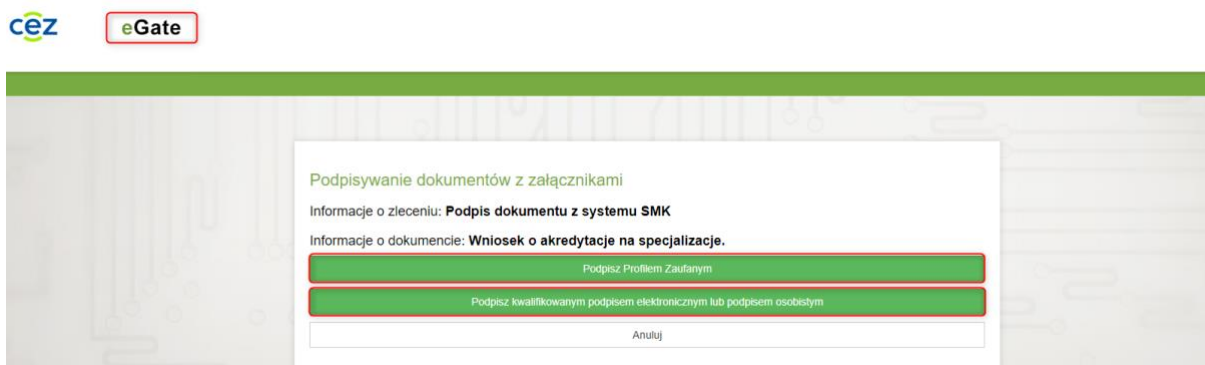 cez eGate
Podpisywanie dokumentów z załącznikami
Informacje o zleceniu: Podpis dokumentu z systemu SMK
Informacje o dokumencie: Wniosek o akredytacje na specjalizacje.
Podpisz Profilem Zaufanym
Podpisz kwalifikowanym podpisem elektronicznym lub podpisem osobistym
Anuluj